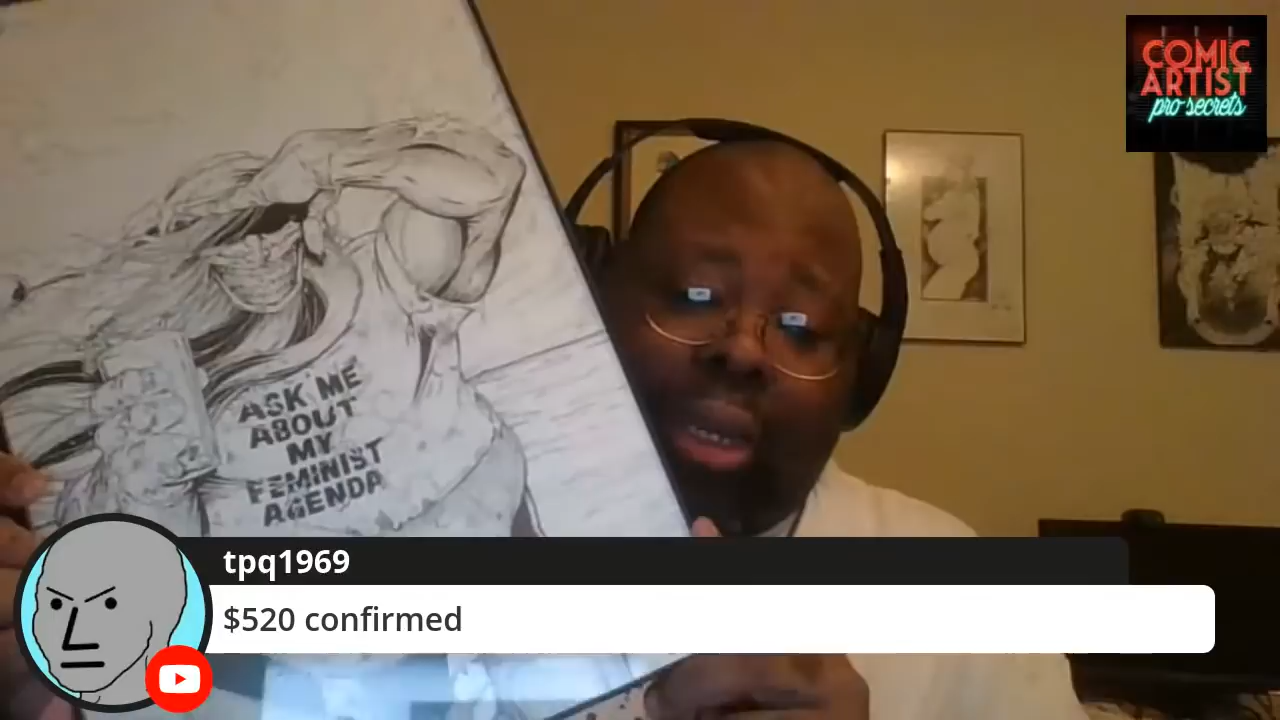 COMIC
ARTIST
pro secrets
ASK ME
ABOUT
MY
FEMINIST
AGENDA
tpq1969
$520 confirmed